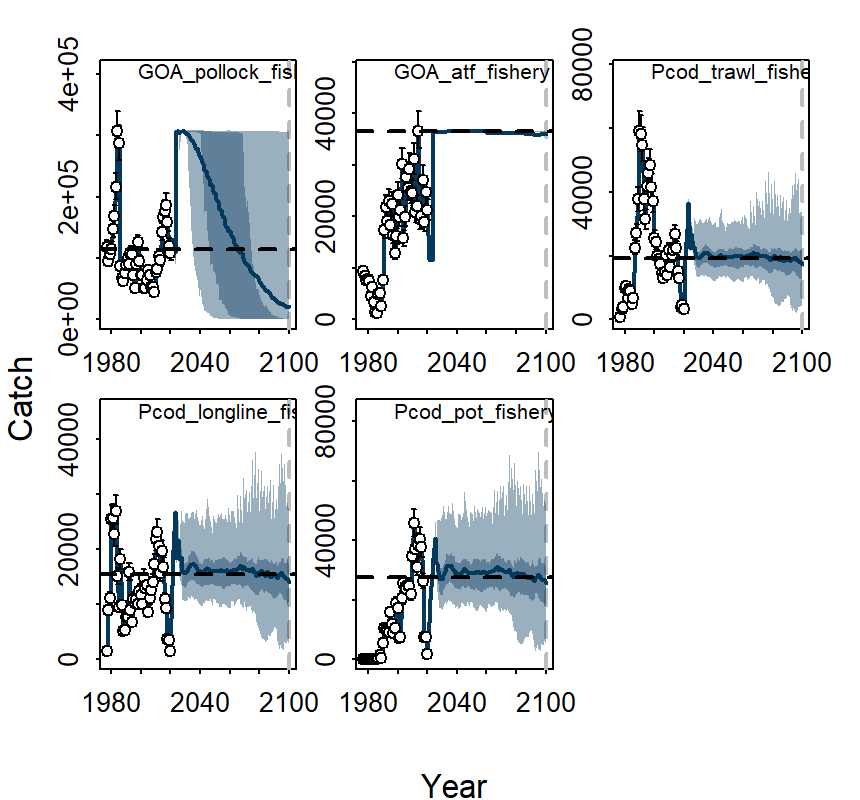 GOA_pollock_fisl
GOA_atf_fishery
Pcod_trawl_fishe
0e+00 2e+05 4e+05
0 20000 40000
0 40000 80000
1980 2040 2100
1980 2040 2100
1980 2040 2100
Catch
Pcod_longline_fis
Pcod_pot_fishery
0 20000 40000
0 40000 80000
1980 2040 2100
1980 2040 2100
Year